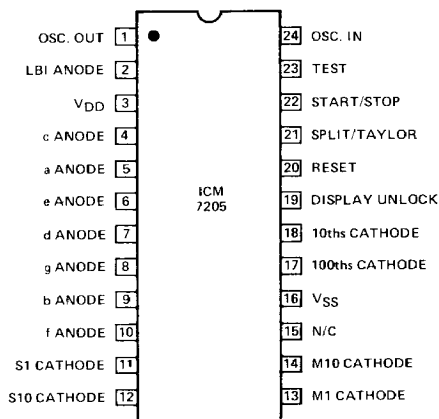 OSC. OUT 1
LBI ANODE 2
VDD 3
c ANODE 4
a ANODE 5
e ANODE 6
d ANODE 7
g ANODE 8
b ANODE 9
f ANODE 10
S1 CATHODE 11
S10 CATHODE 12
ICM
7205
24 OSC. IN
23 TEST
22 START/STOP
21 SPLIT/TAYLOR
20 RESET
19 DISPLAY UNLOCK
18 10ths CATHODE
17 100ths CATHODE
16 VSS
15 N/C
14 M10 CATHODE
13 M1 CATHODE